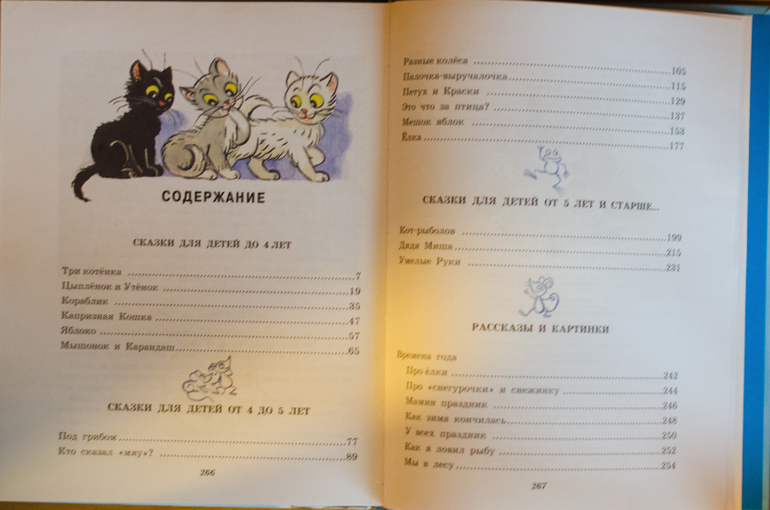 СОДЕРЖАНИЕ
СКАЗКИ ДЛЯ ДЕТЕЙ ДО 4 ЛЕТ
Три котёнка ........ 7
Цыплёнок и Утёнок ........ 19
Кораблик ........ 35
Капризная Кошка ........ 47
Яблоко ........ 57
Мышонок и Карандаш ........ 65
СКАЗКИ ДЛЯ ДЕТЕЙ ОТ 4 ДО 5 ЛЕТ
Под грибом ........ 77
Кто сказал «мяу»? ........ 89
266
Разные колёса ........ 105
Палочка-выручалочка ........ 115
Петух и Краски ........ 129
Это что за птица? ........ 137
Мешок яблок ........ 153
Ёлка ........ 177
СКАЗКИ ДЛЯ ДЕТЕЙ ОТ 5 ЛЕТ И СТАРШЕ...
Кот-рыболов ........ 199
Дядя Миша ........ 215
Умелые Руки ........ 231
РАССКАЗЫ И КАРТИНКИ
Времена года
Про ёлки ........ 242
Про «снегурочки» и снежинку ........ 244
Мамин праздник ........ 246
Как зима кончилась ........ 248
У всех праздник ........ 250
Как я ловил рыбу ........ 252
Мы в лесу ........ 254
267